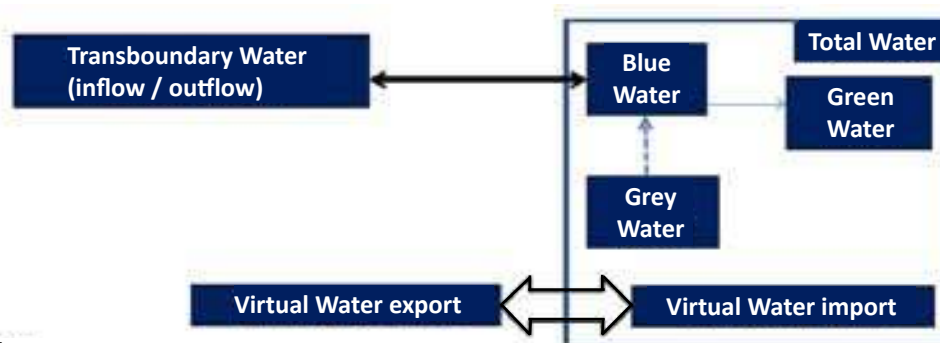 Transboundary Water
(inflow / outflow)
Total Water
Blue
Water
Green
Water
Grey
Water
Virtual Water export
Virtual Water import